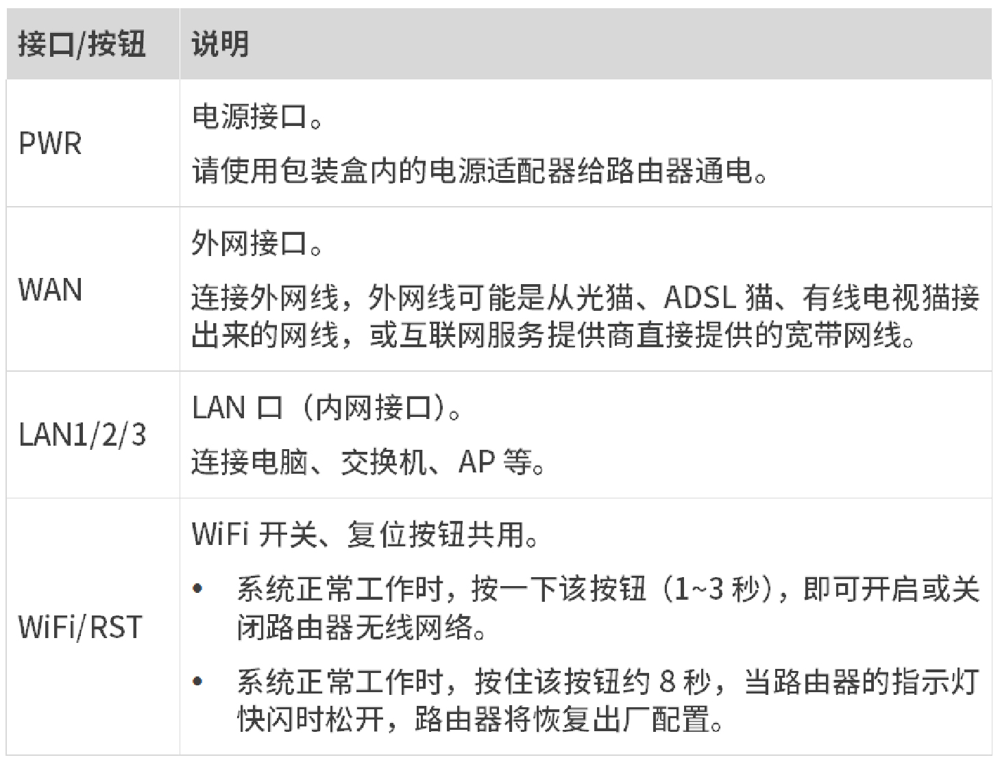 接口/按钮
说明
PWR
电源接口。
请使用包装盒内的电源适配器给路由器通电。
WAN
外网接口。
连接外网线，外网线可能是从光猫、ADSL 猫、有线电视猫接
出来的网线，或互联网服务提供商直接提供的宽带网线。
LAN1/2/3
LAN 口（内网接口）。
连接电脑、交换机、AP 等。
WiFi/RST
WiFi 开关、复位按钮共用。
• 系统正常工作时，按一下该按钮（1~3 秒），即可开启或关
闭路由器无线网络。
• 系统正常工作时，按住该按钮约 8 秒，当路由器的指示灯
快闪时松开，路由器将恢复出厂配置。